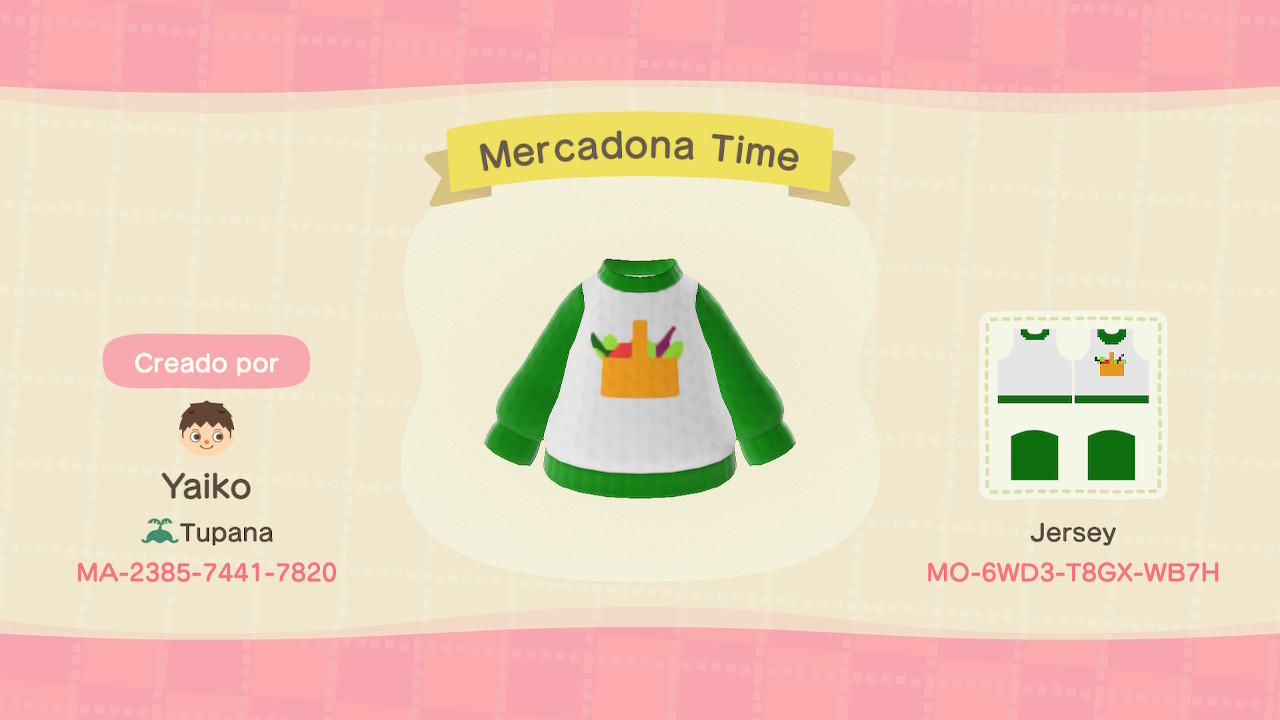 Mercadona Time
Creado por
Yaiko
Tupana
MA-2385-7441-7820
Jersey
MO-6WD3-T8GX-WB7H